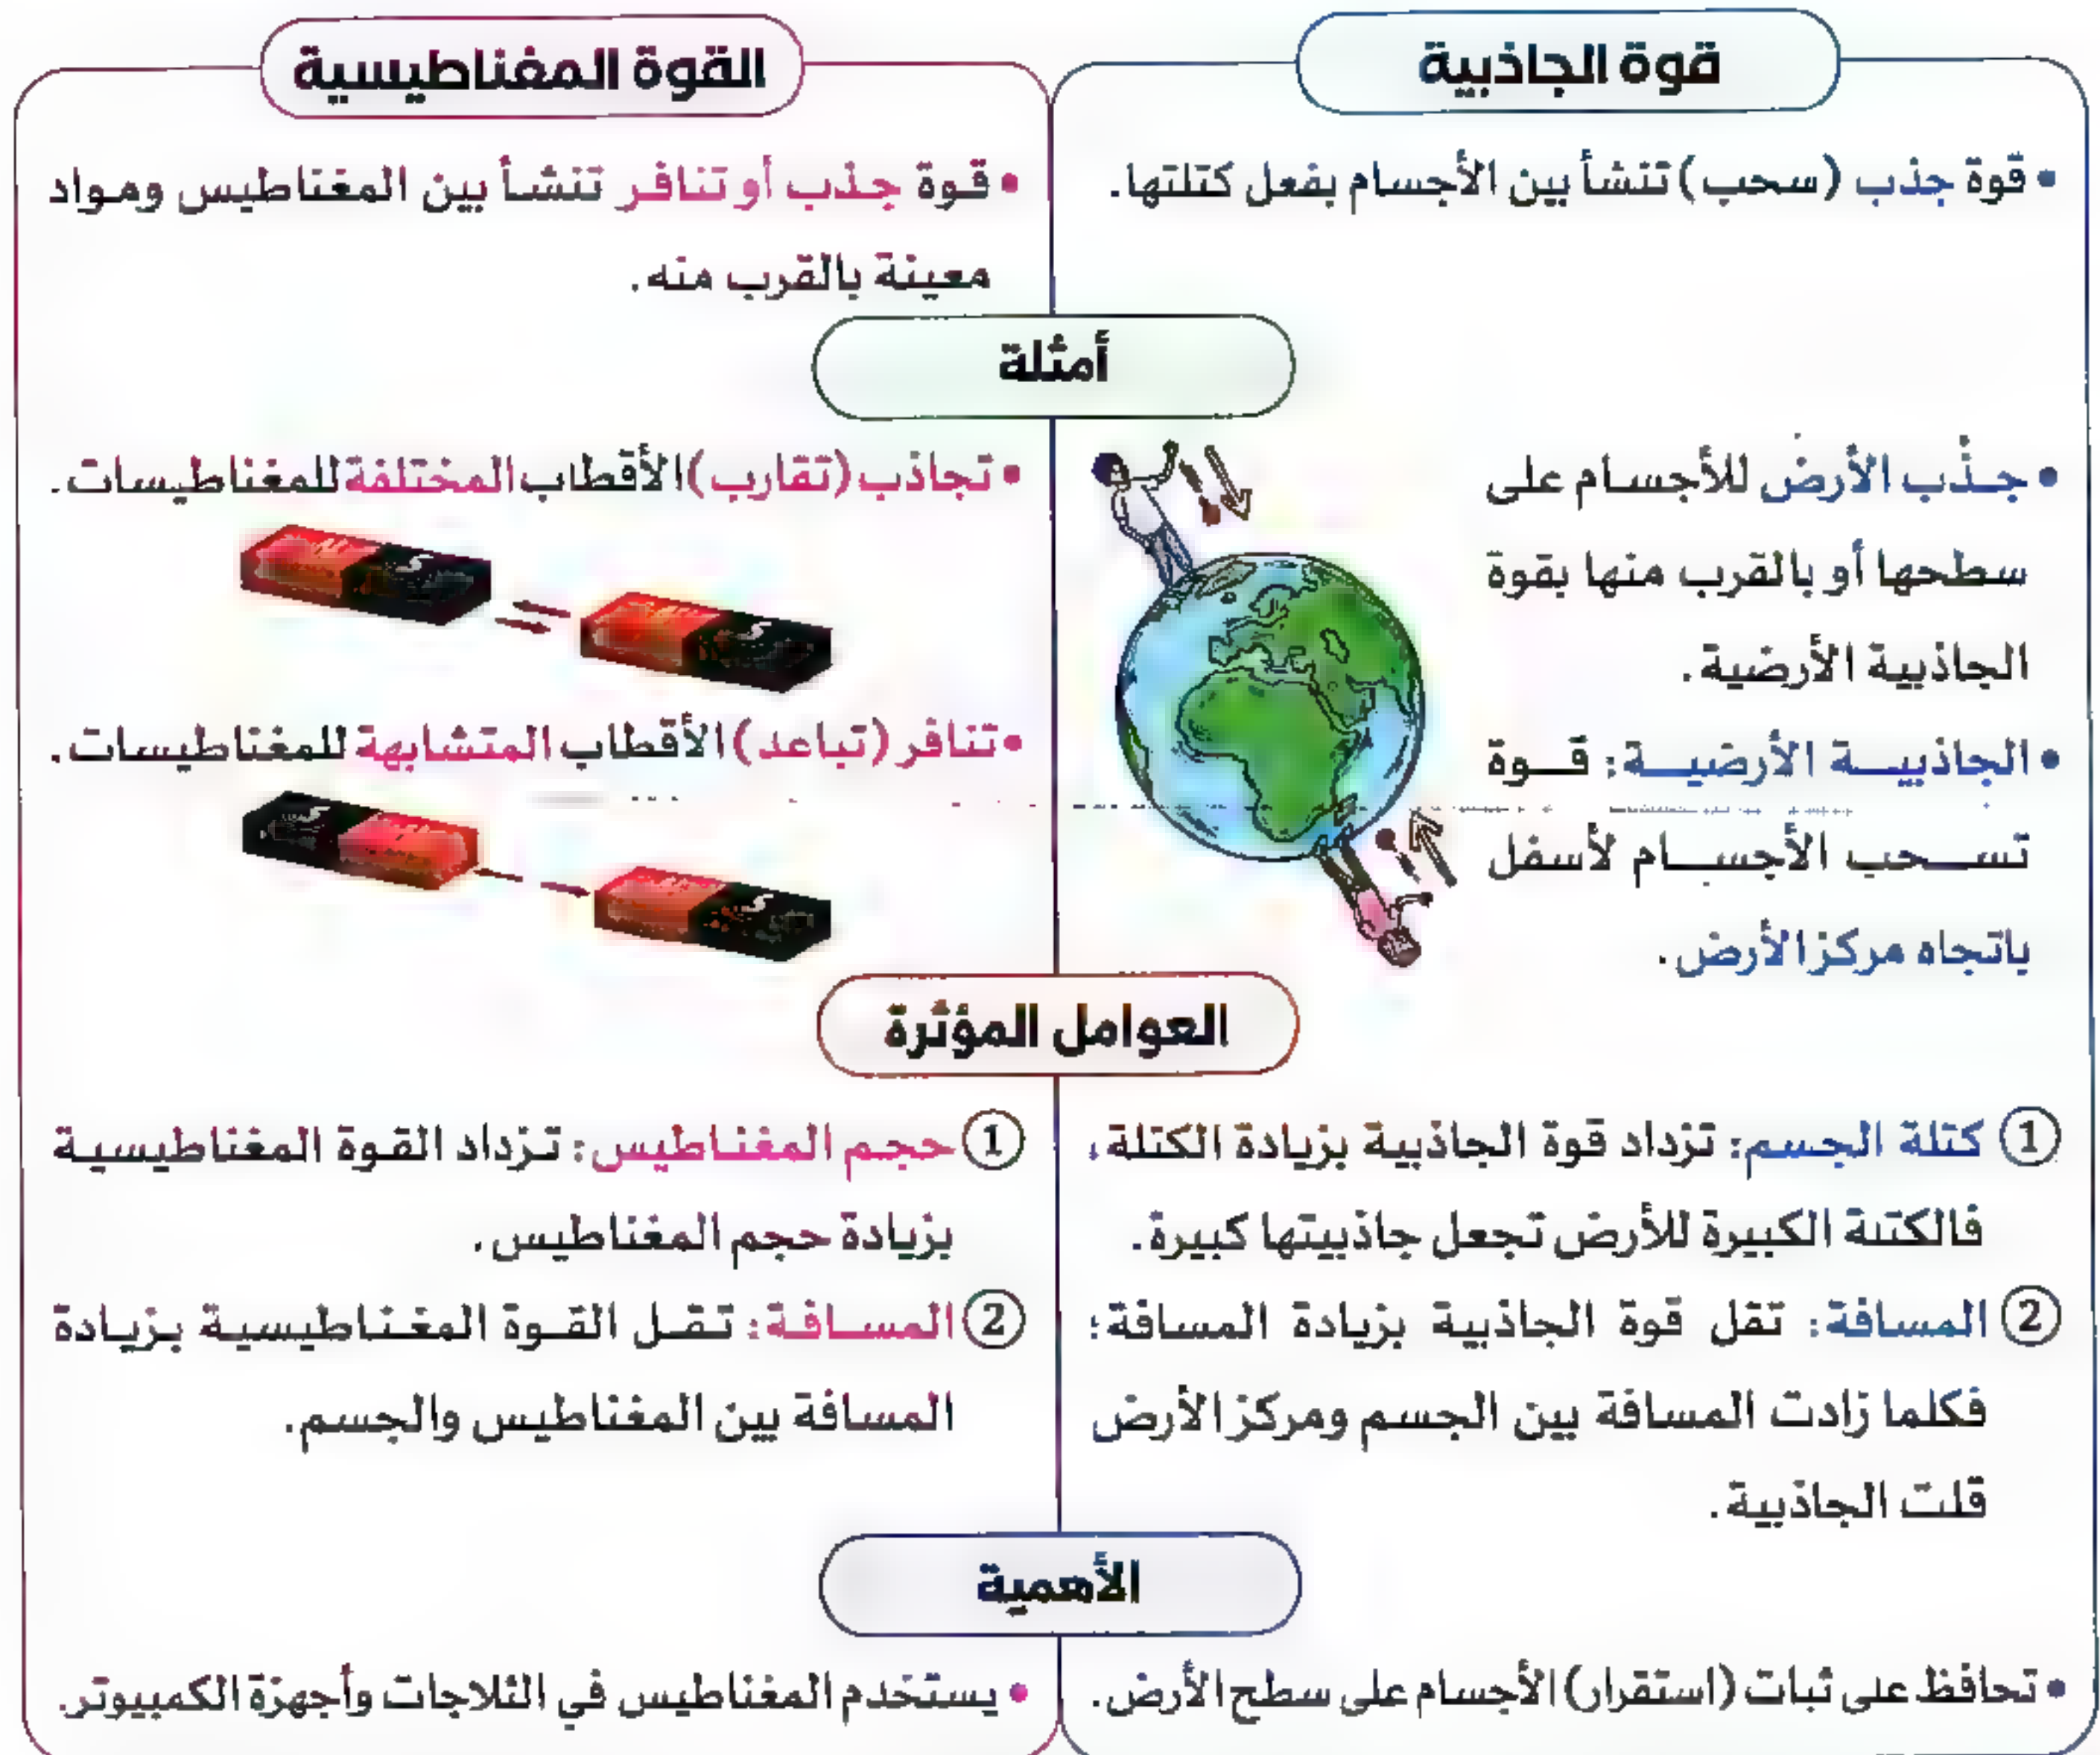 قوة الجاذبية
• قوة جذب (سحب) تنشأ بين الأجسام بفعل كتلتها.
القوة المغناطيسية
• قوة جذب أو تنافر تنشأ بين المغناطيس ومواد
معينة بالقرب منه.
أمثلة
• جذب الأرض للأجسام على
سطحها أو بالقرب منها بقوة
الجاذبية الأرضية.
• الجاذبية الأرضية: قوة
تسحب الأجسام لأسفل
باتجاه مركز الأرض.
• تجاذب (تقارب) الأقطاب المختلفة للمغناطيسات.
S
S
• تنافر (تباعد) الأقطاب المتشابهة للمغناطيسات.
S
S
العوامل المؤثرة
① كتلة الجسم: تزداد قوة الجاذبية بزيادة الكتلة،
فالكتلة الكبيرة للأرض تجعل جاذبيتها كبيرة.
② المسافة: تقل قوة الجاذبية بزيادة المسافة؛
فكلما زادت المسافة بين الجسم ومركز الأرض
قلت الجاذبية.
① حجم المغناطيس: تزداد القوة المغناطيسية
بزيادة حجم المغناطيس.
② المسافة: تقل القوة المغناطيسية بزيادة
المسافة بين المغناطيس والجسم.
الأهمية
• تحافظ على ثبات (استقرار) الأجسام على سطح الأرض.
• يستخدم المغناطيس في الثلاجات وأجهزة الكمبيوتر.